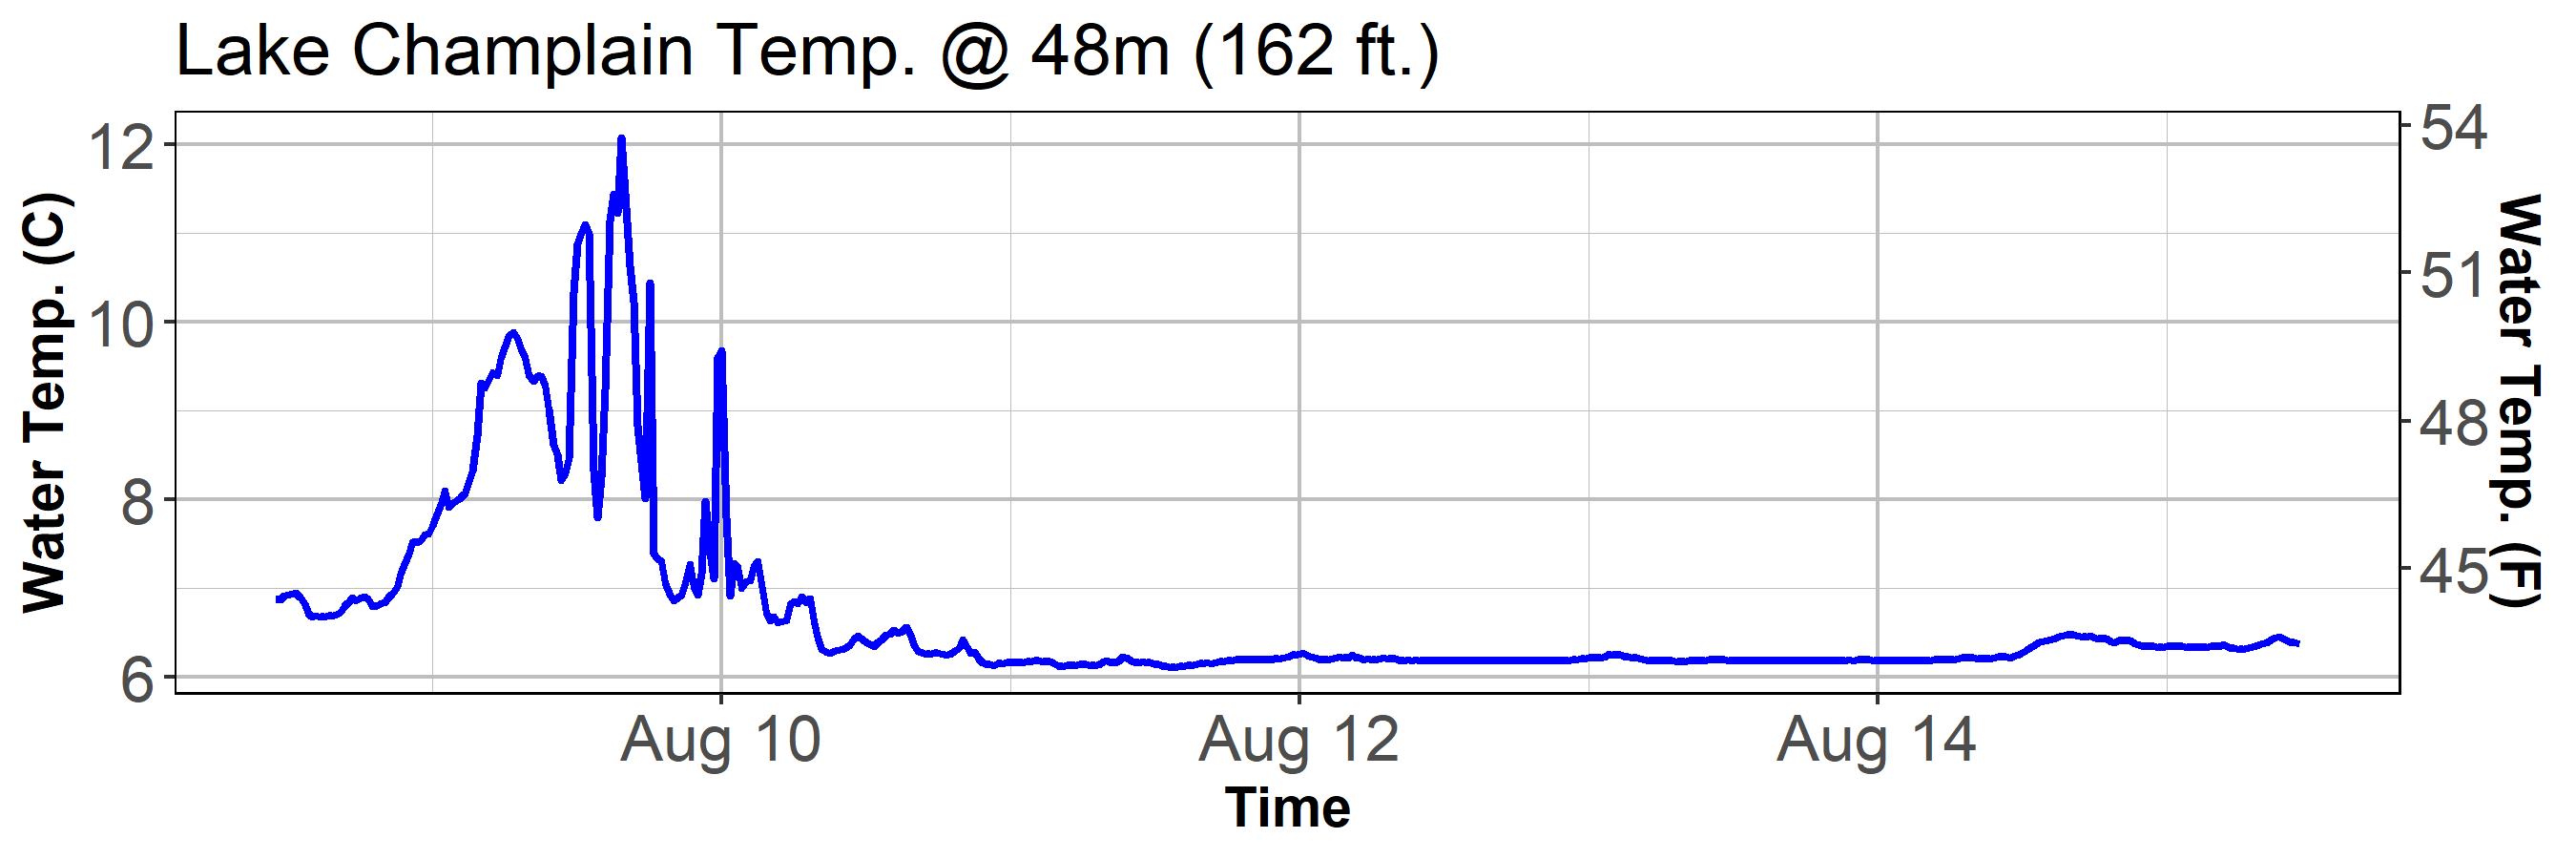 Lake Champlain Temp. @ 48m (162 ft.)
Water Temp. (C)
12
10
8
6
54
51
48
45
Water Temp. (F)
Aug 10 Aug 12 Aug 14
Time